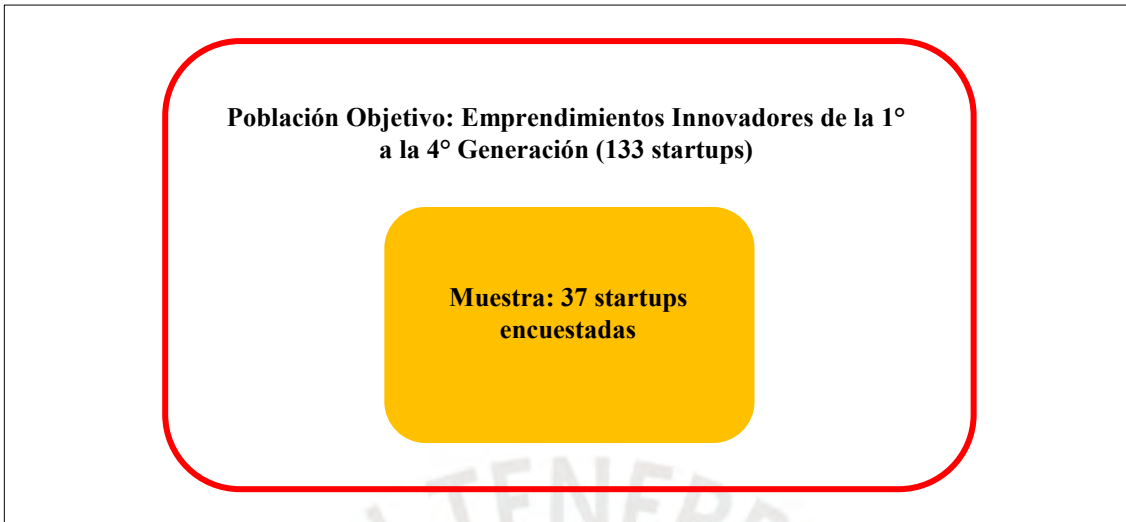 Población Objetivo: Emprendimientos Innovadores de la 1°
a la 4° Generación (133 startups)
Muestra: 37 startups
encuestadas